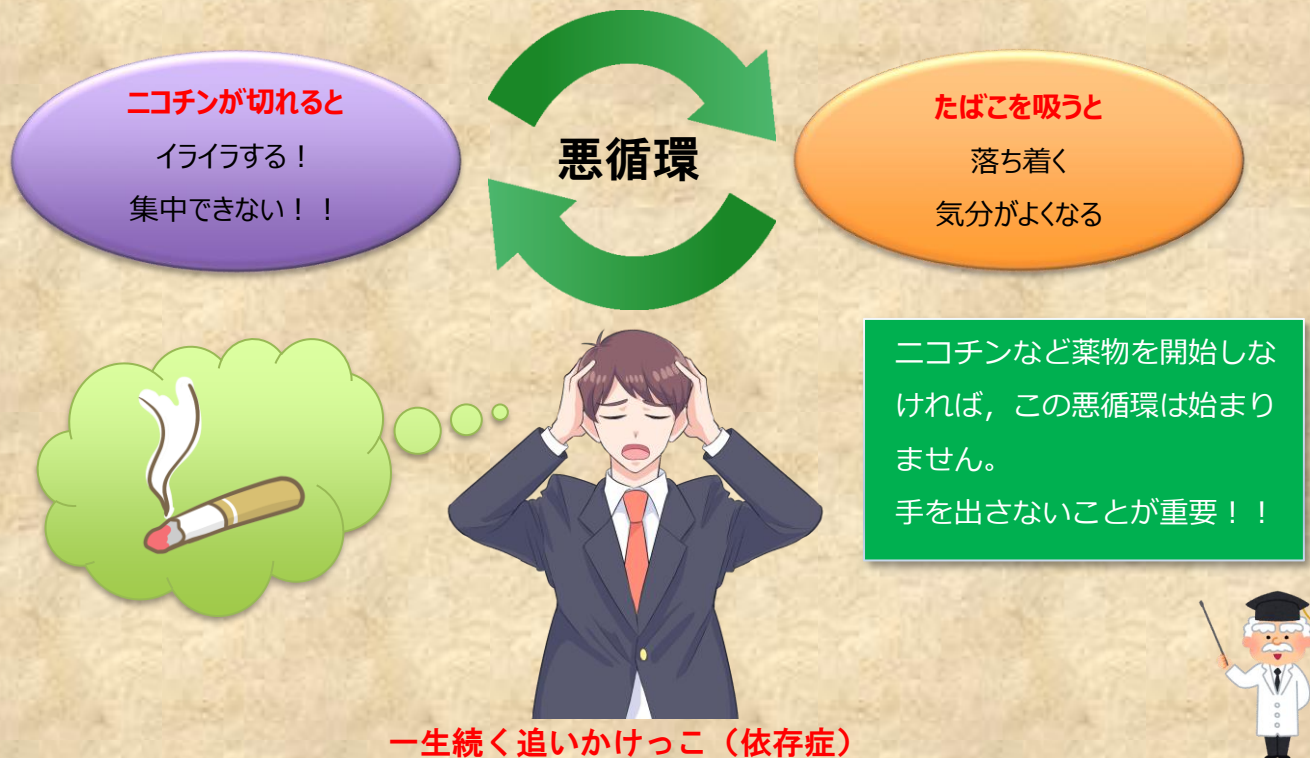 ニコチンが切れると
イライラする！
集中できない！！
悪循環
たばこを吸うと
落ち着く
気分がよくなる
ニコチンなど薬物を開始しな
ければ，この悪循環は始まり
ません。
手を出さないことが重要！！
一生続く追いかけっこ（依存症）